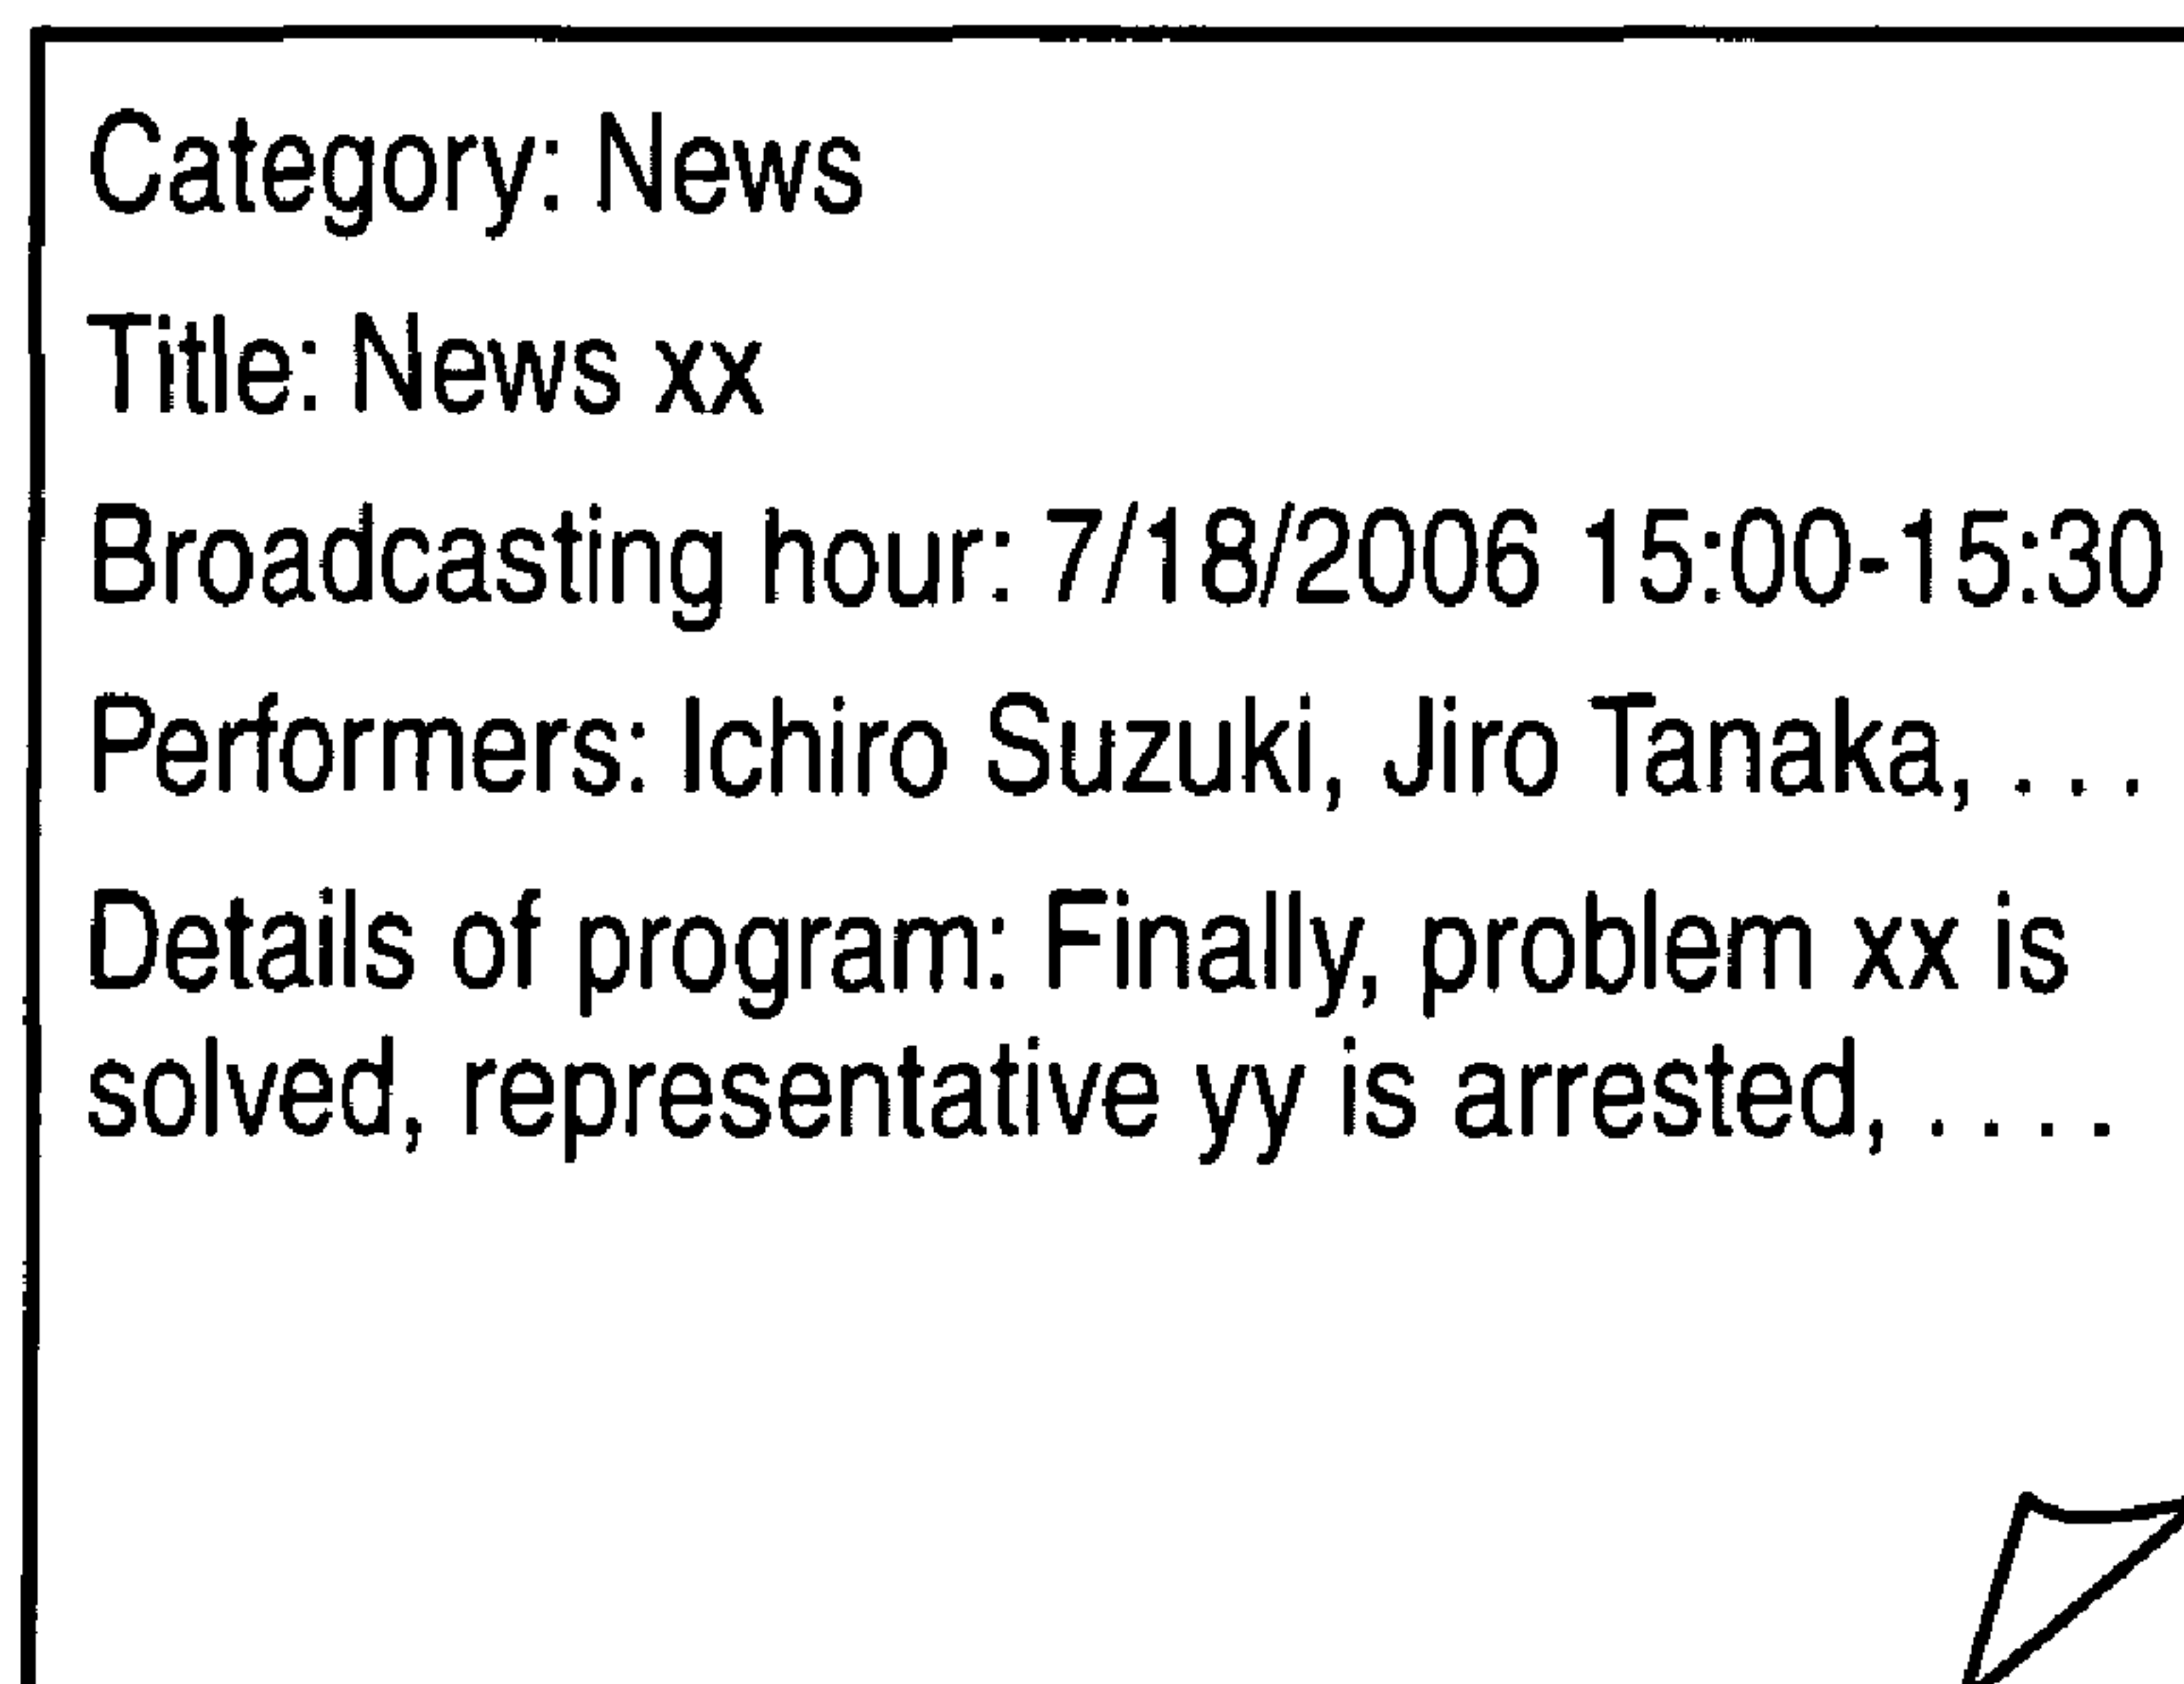 Category: News
Title: News xx
Broadcasting hour: 7/18/2006 15:00-15:30
Performers: Ichiro Suzuki, Jiro Tanaka, . . .
Details of program: Finally, problem xx is
solved, representative yy is arrested, . . . .